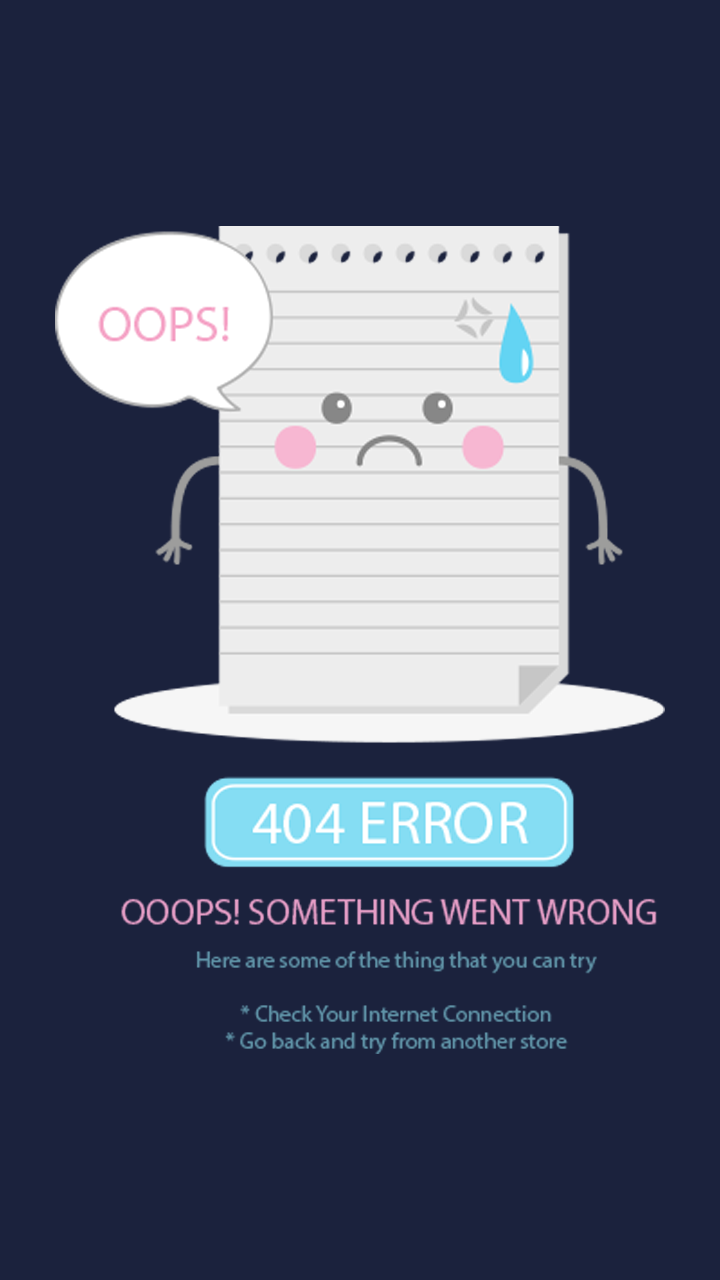 OOPS!
404 ERROR
OOOPS! SOMETHING WENT WRONG
Here are some of the thing that you can try
* Check Your Internet Connection
* Go back and try from another store